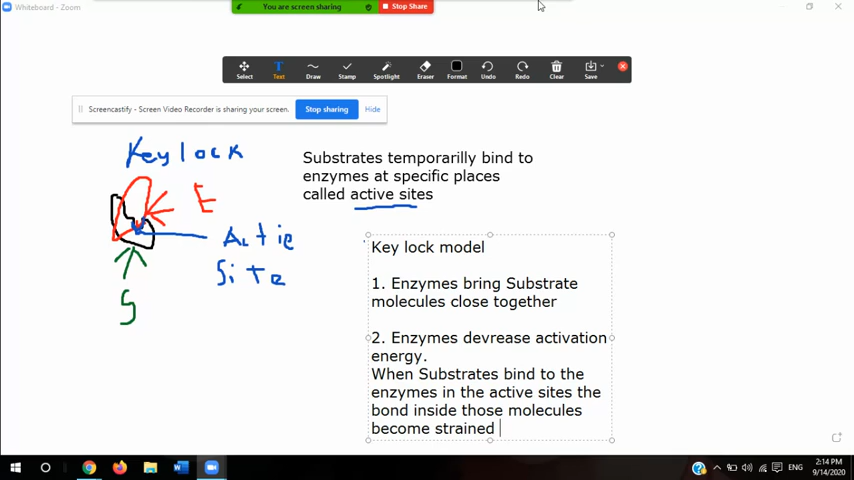 Whiteboard - Zoom
You are screen sharing
Stop Share
Select
Text
Draw
Stamp
Spotlight
Eraser
Format
Undo
Redo
Clear
Save
Screencastify - Screen Video Recorder is sharing your screen.
Stop sharing
Hide
Key lock
E
Actie
Site
S
Substrates temporarilly bind to
enzymes at specific places
called active sites
Key lock model
1. Enzymes bring Substrate
molecules close together
2. Enzymes devrease activation
energy.
When Substrates bind to the
enzymes in the active sites the
bond inside those molecules
become strained
ENG
2:14 PM
9/14/2020